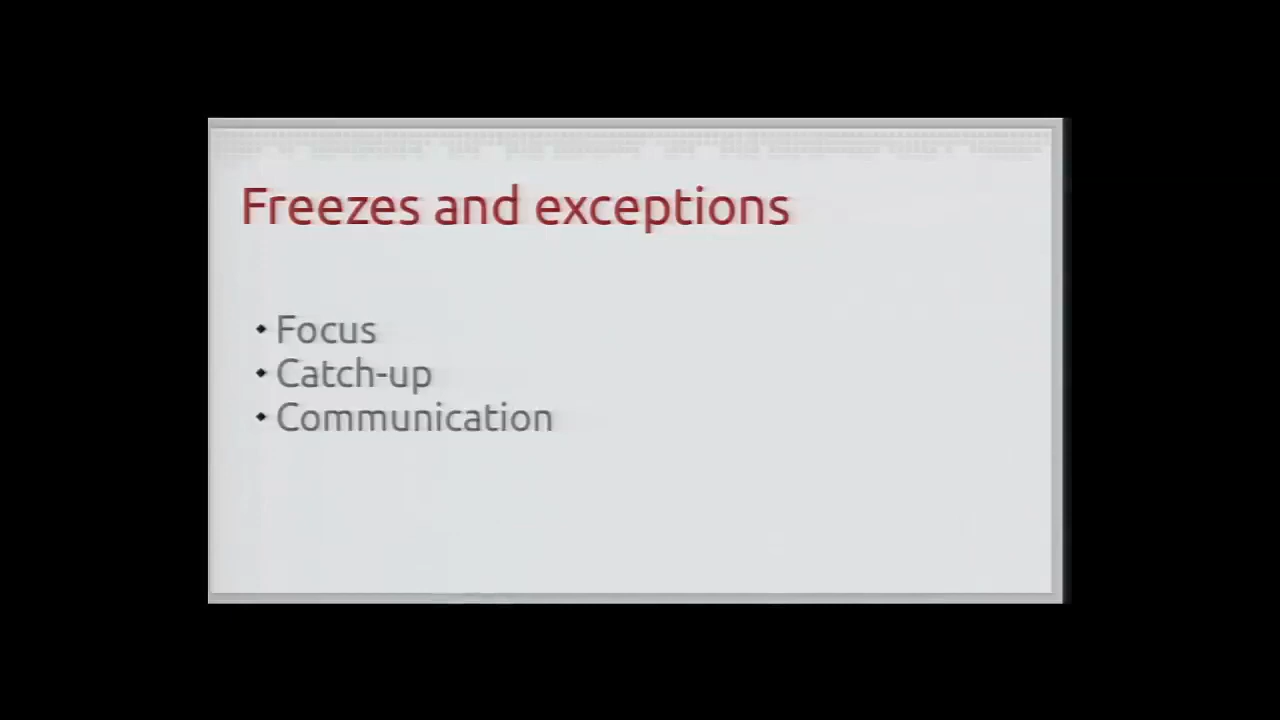 Freezes and exceptions
• Focus
• Catch-up
• Communication